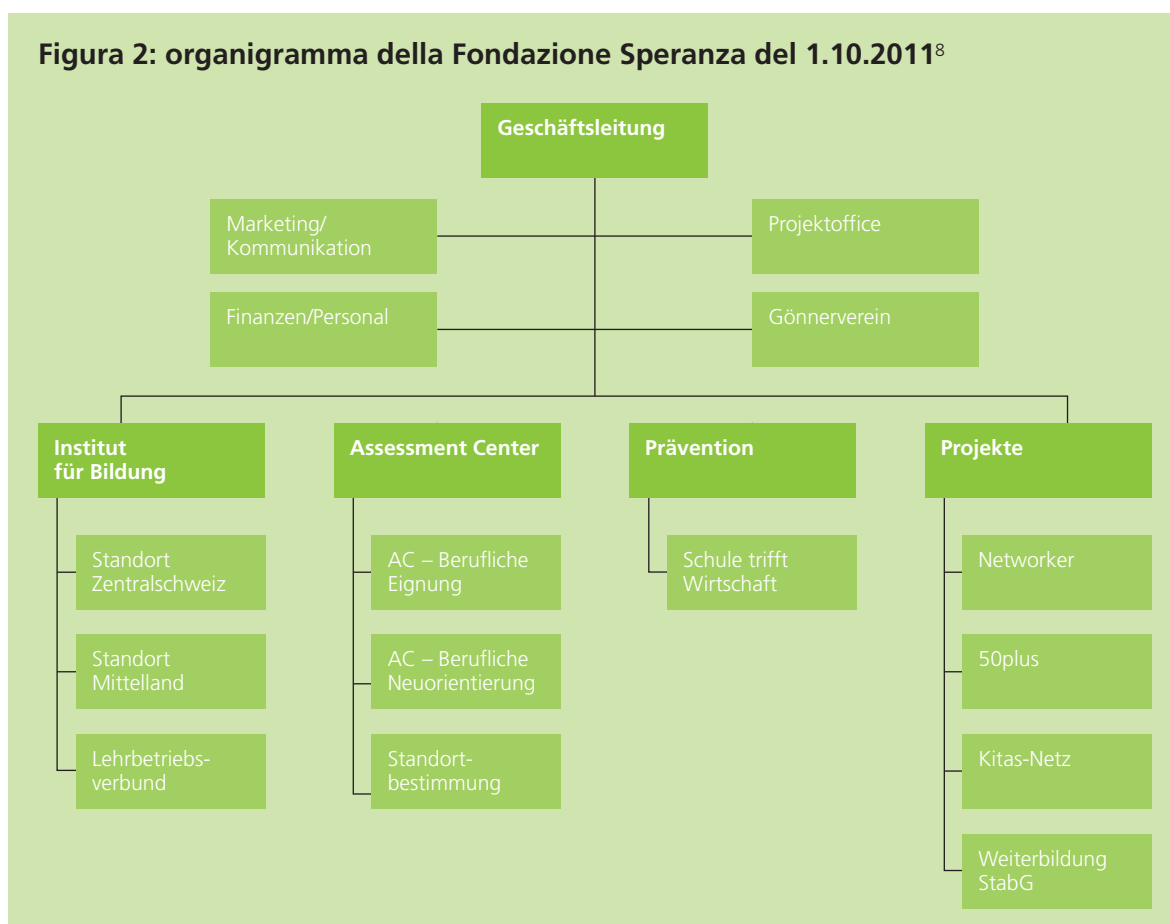 Figura 2: organigramma della Fondazione Speranza del 1.10.2011⁸
Geschäftsleitung
Marketing/
Kommunikation
Projektoffice
Finanzen/Personal
Gönnerverein
Institut
für Bildung
Assessment Center
Prävention
Projekte
Standort
Zentralschweiz
AC – Berufliche
Eignung
Schule trifft
Wirtschaft
Networker
Standort
Mittelland
AC – Berufliche
Neuorientierung
50plus
Lehrbetriebs-
verbund
Standort-
bestimmung
Kitas-Netz
Weiterbildung
StabG